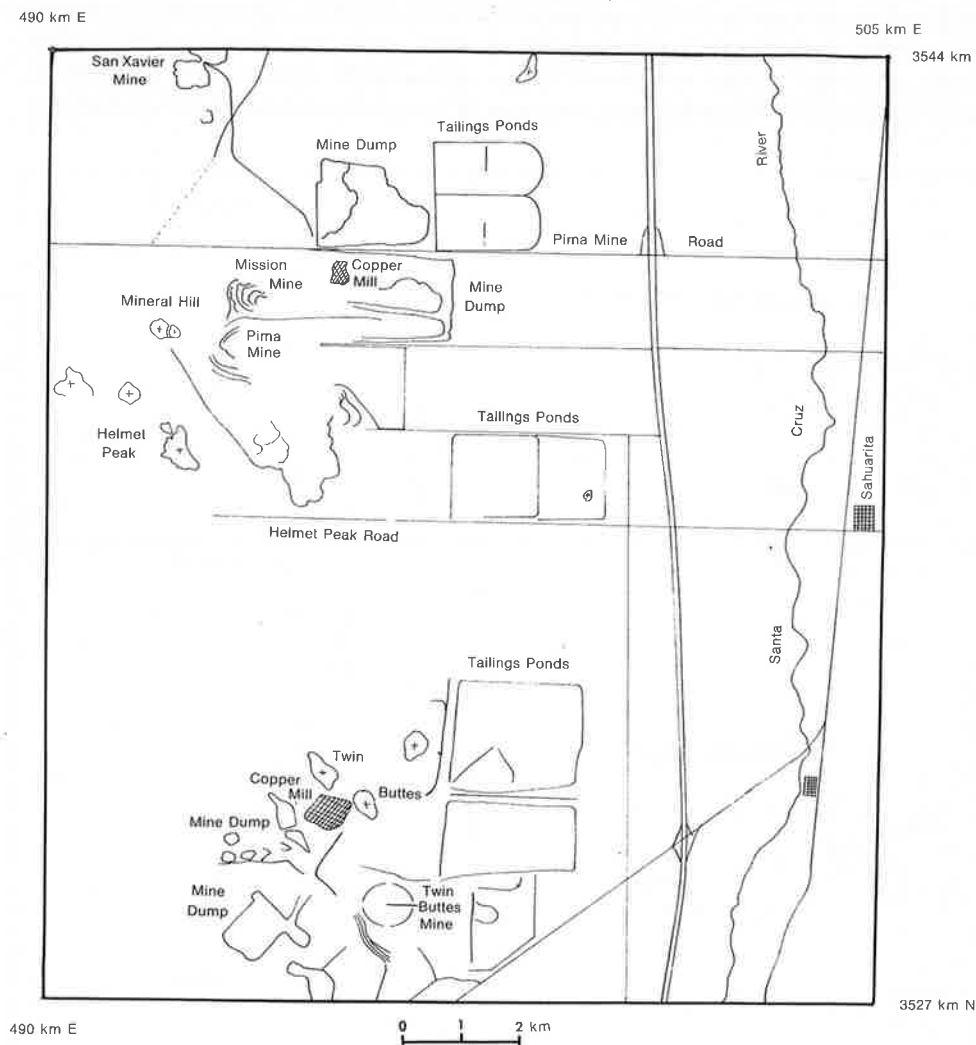 490 km E
505 km E
3544 km
San Xavier
Mine
River
Tailings Ponds
Mine Dump
Pima Mine Road
Mission
Mine
Copper
Mill
Mine
Dump
Mineral Hill
Pima
Mine
Cruz
Tailings Ponds
Helmet
Peak
Sahuarita
Helmet Peak Road
Santa
Tailings Ponds
Twin
Copper
Mill
Buttes
Mine Dump
Mine
Dump
Twin
Buttes
Mine
3527 km N
490 km E
0 1 2 km